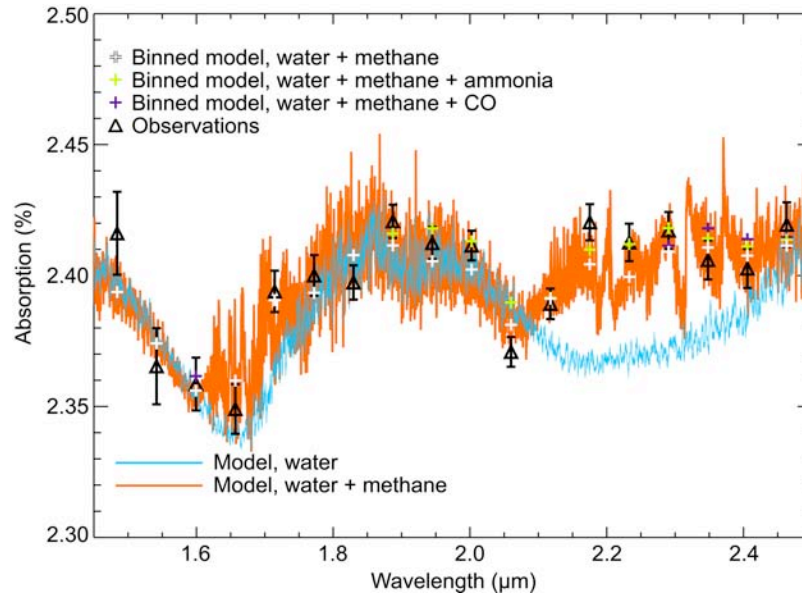 2.50
Binned model, water + methane
Binned model, water + methane + ammonia
Binned model, water + methane + CO
Observations
2.45
Absorption (%)
2.40
2.35
Model, water
Model, water + methane
2.30
1.6 1.8 2.0 2.2 2.4
Wavelength (µm)